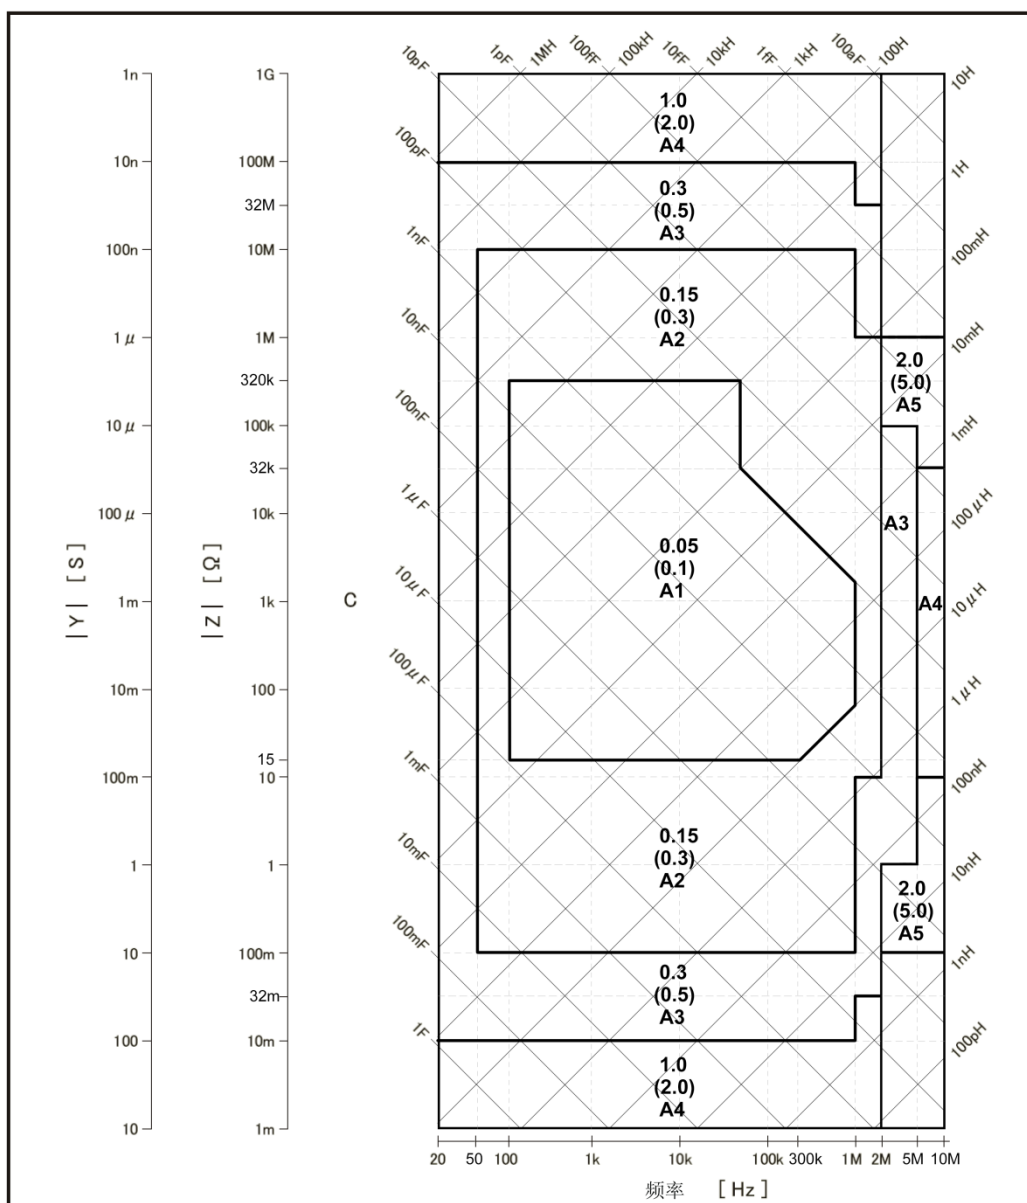 10pF 1pF 1MH 100fF 100kH 10fF 10kH 1fF 1kH 100aF 100H 10H
1n 1G
1.0
(2.0)
A4
100pF
10n 100M 1H
0.3
32M (0.5)
A3
1nF
100n 10M 100mH
0.15
(0.3)
10nF A2
1 μ 1M 10mH
2.0
320k (5.0)
A5
100nF
10 μ 100k 1mH
32k
1μF
100 μ 10k 100μH
A3
0.05
(0.1)
A1
10μF
|Y| [S]
|Z| [Ω]
1m 1k C A4 10μH
100μF
10m 100 1μH
15
1mF
100m 10 100nH
0.15
(0.3)
A2
10mF
1 1 10nH
2.0
(5.0)
A5
100mF
10 100m 1nH
0.3
32m (0.5)
A3
1F
100 10m 100pH
1.0
(2.0)
A4
10 1m
20 50 100 1k 10k 100k 300k 1M 2M 5M 10M
频率 [Hz]